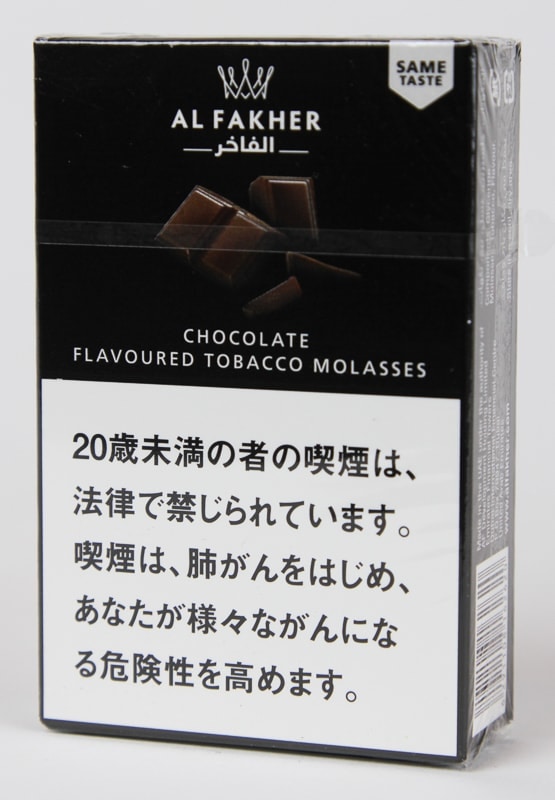 SAME
TASTE
AL FAKHER
الفاخر
CHOCOLATE
FLAVOURED TOBACCO MOLASSES
20歳未満の者の喫煙は、
法律で禁じられています。
喫煙は、肺がんをはじめ、
あなたが様々ながんにな
る危険性を高めます。
www.alfakher.com